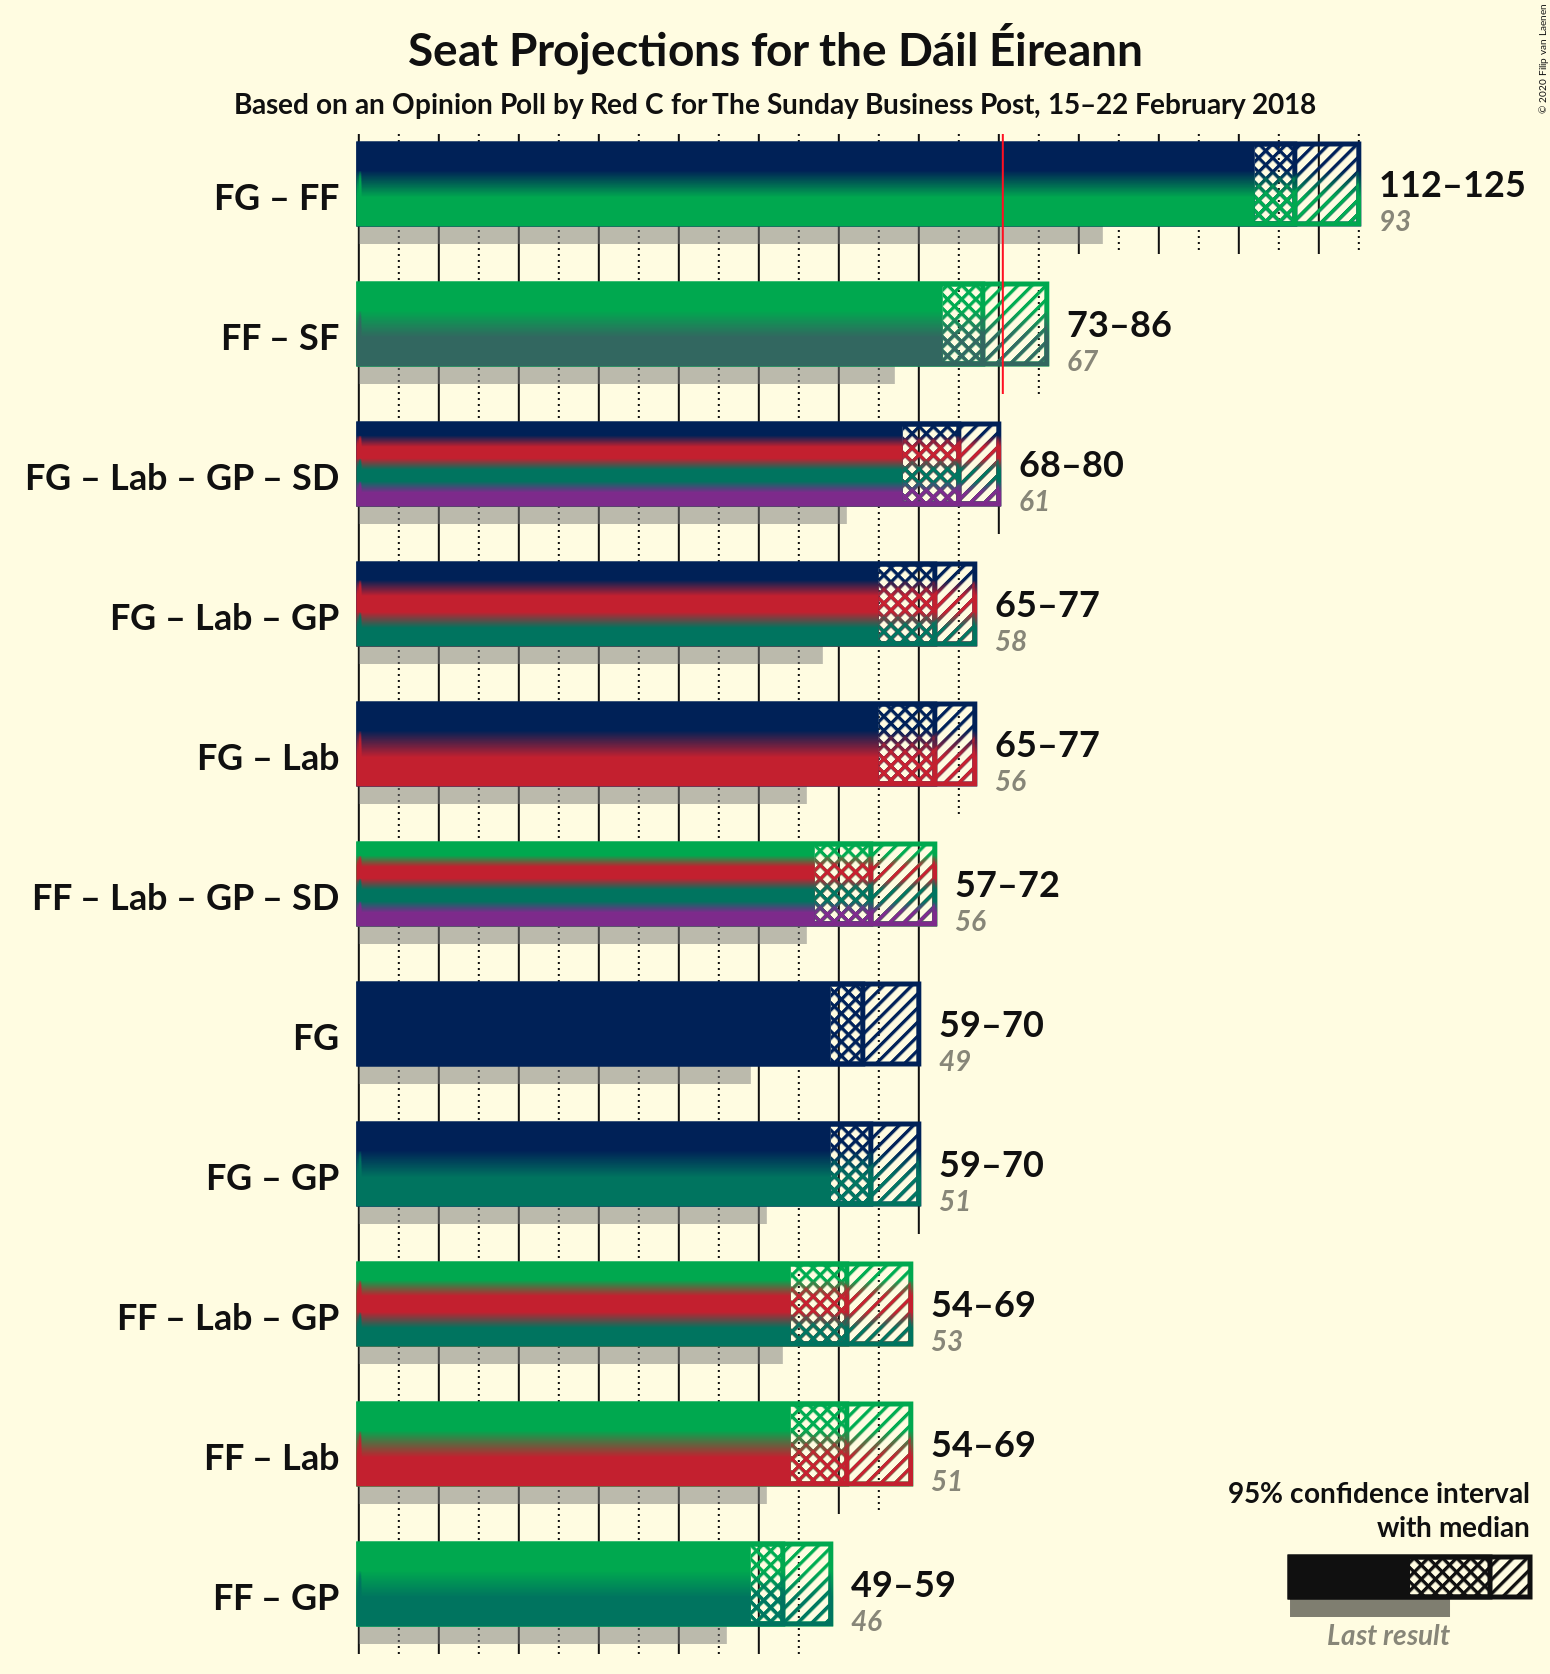 Seat Projections for the Dáil Éireann
Based on an Opinion Poll by Red C for The Sunday Business Post, 15–22 February 2018
© 2020 Filip van Laenen
FG – FF
112–125
93
FF – SF
73–86
67
FG – Lab – GP – SD
68–80
61
FG – Lab – GP
65–77
58
FG – Lab
65–77
56
FF – Lab – GP – SD
57–72
56
FG
59–70
49
FG – GP
59–70
51
FF – Lab – GP
54–69
53
FF – Lab
54–69
51
FF – GP
49–59
46
95% confidence interval
with median
Last result